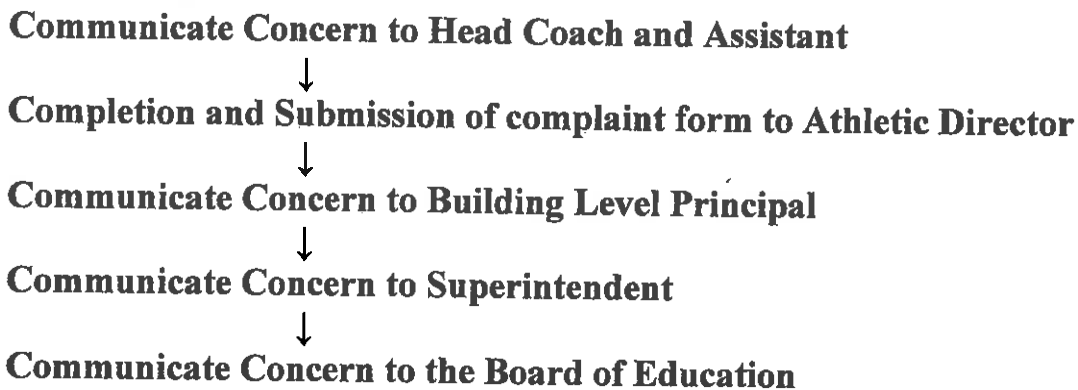 Communicate Concern to Head Coach and Assistant
↓
Completion and Submission of complaint form to Athletic Director
↓
Communicate Concern to Building Level Principal
↓
Communicate Concern to Superintendent
↓
Communicate Concern to the Board of Education